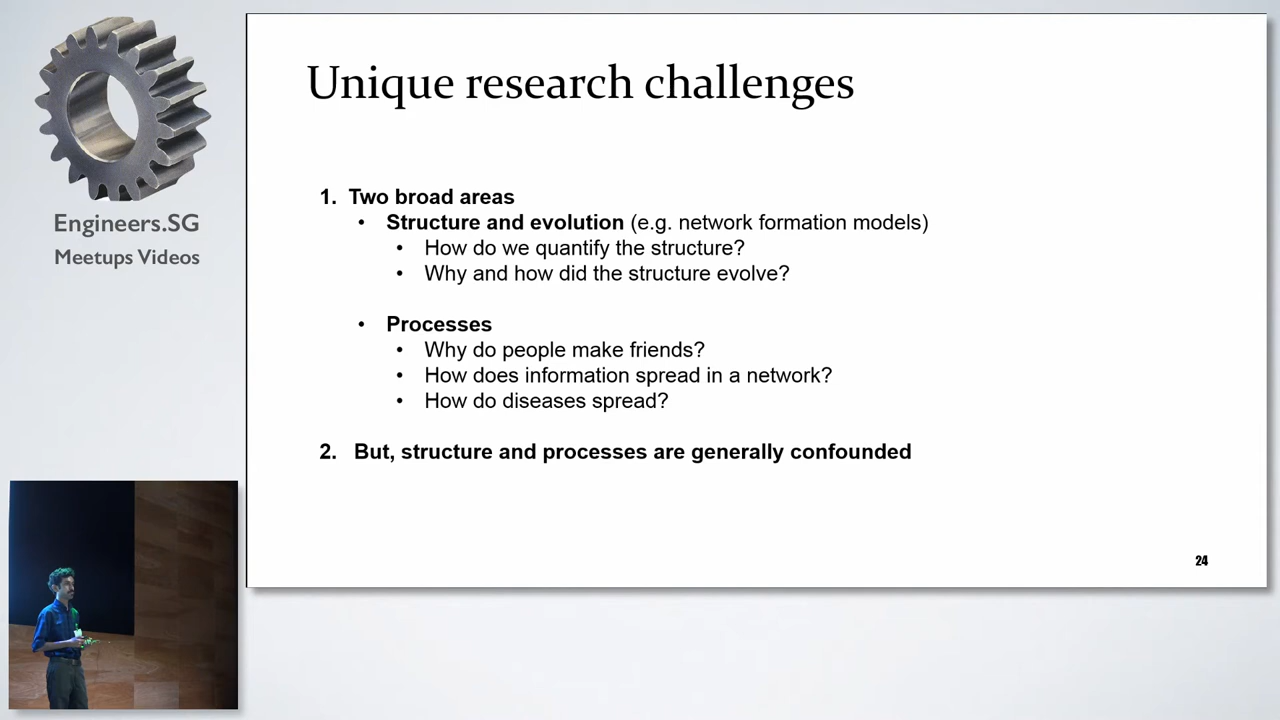 Engineers.SG
Meetups Videos
Unique research challenges
1. Two broad areas
• Structure and evolution (e.g. network formation models)
• How do we quantify the structure?
• Why and how did the structure evolve?
• Processes
• Why do people make friends?
• How does information spread in a network?
• How do diseases spread?
2. But, structure and processes are generally confounded
24